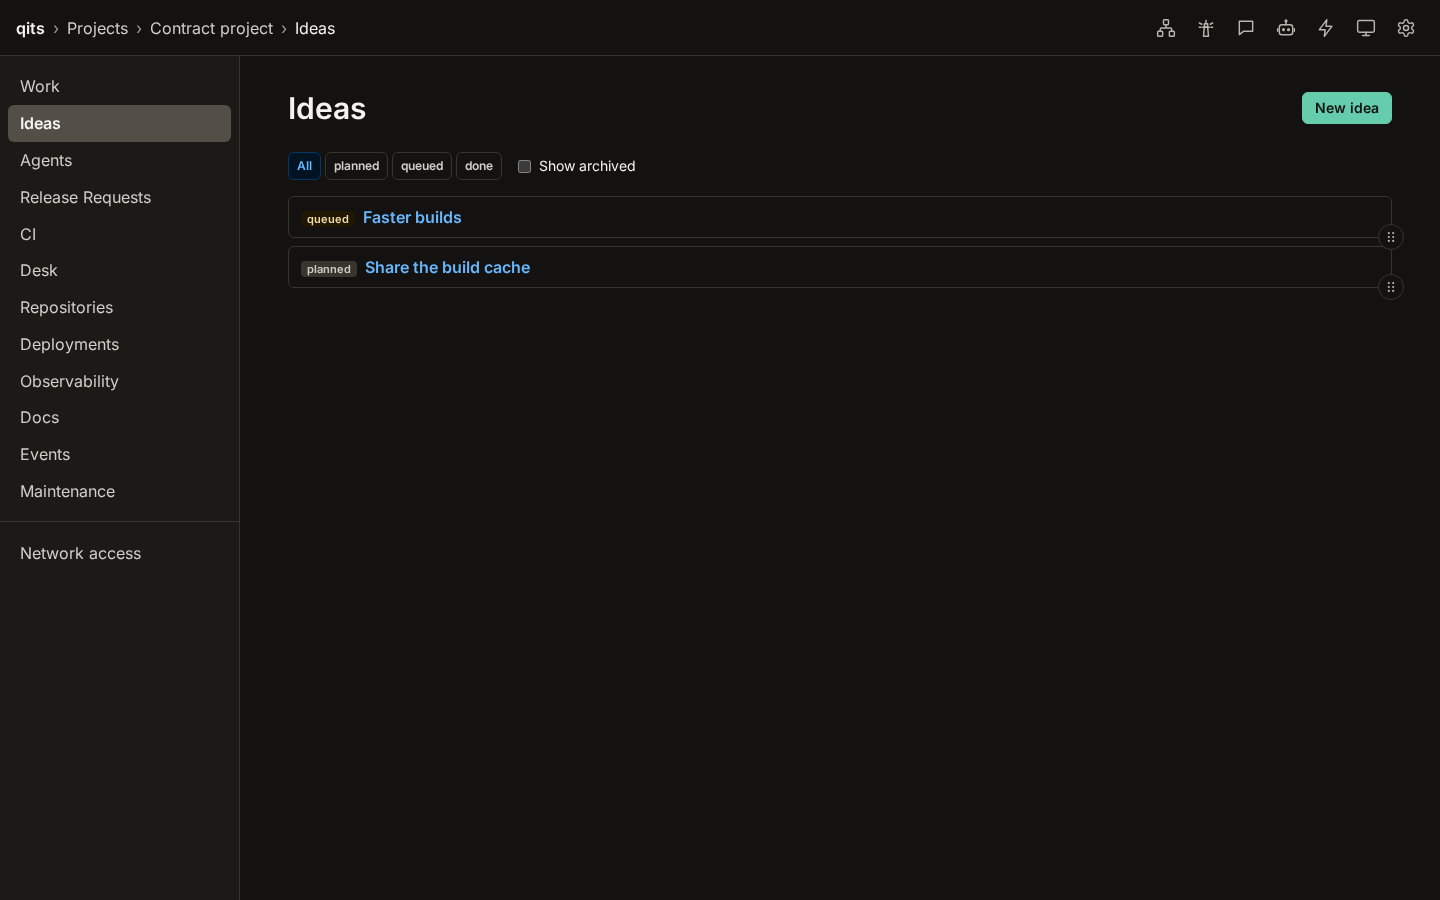 qits › Projects › Contract project › Ideas
Work
Ideas
Agents
Release Requests
CI
Desk
Repositories
Deployments
Observability
Docs
Events
Maintenance
Network access
Ideas
New idea
All planned queued done Show archived
queued Faster builds
planned Share the build cache